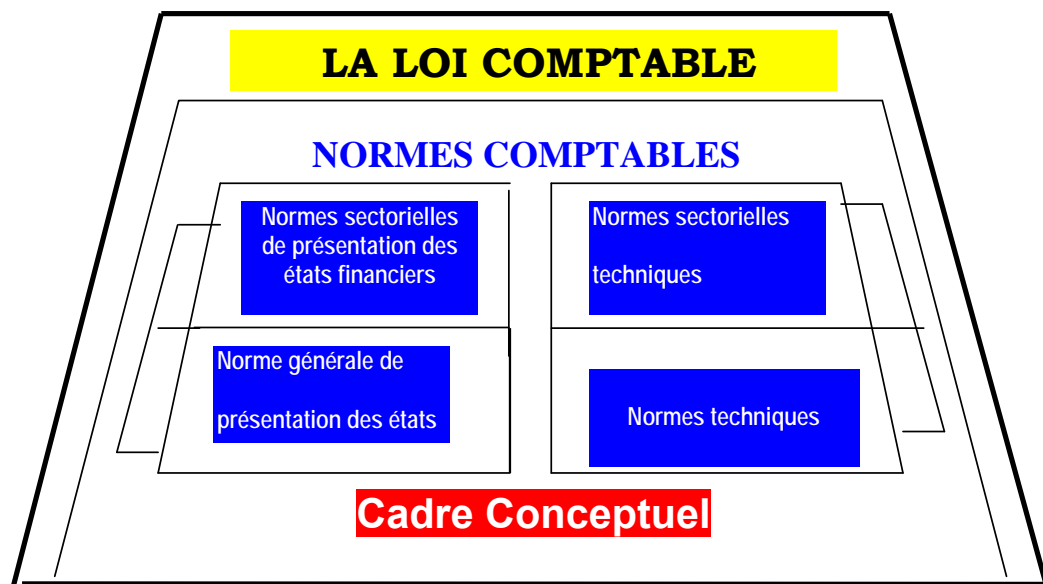 LA LOI COMPTABLE
NORMES COMPTABLES
Normes sectorielles
de présentation des
états financiers
Normes sectorielles
techniques
Norme générale de
présentation des états
Normes techniques
Cadre Conceptuel